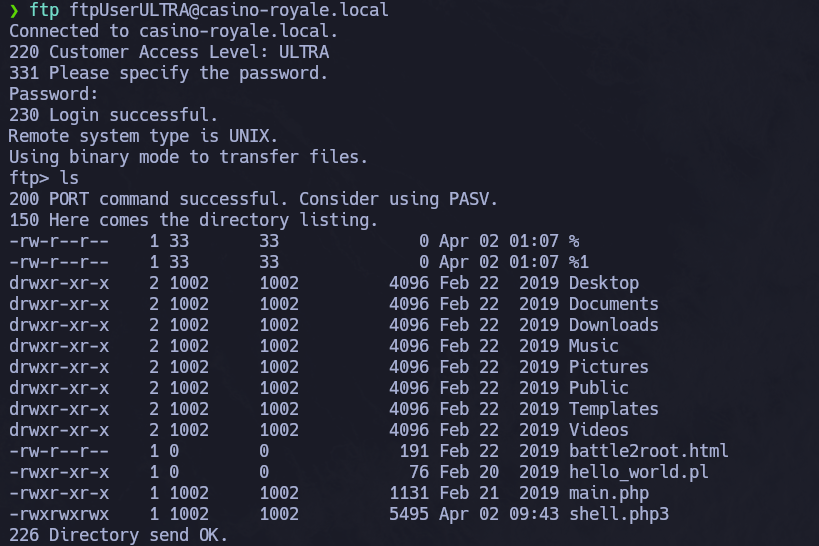 ❯ ftp ftpUserULTRA@casino-royale.local
Connected to casino-royale.local.
220 Customer Access Level: ULTRA
331 Please specify the password.
Password:
230 Login successful.
Remote system type is UNIX.
Using binary mode to transfer files.
ftp> ls
200 PORT command successful. Consider using PASV.
150 Here comes the directory listing.
-rw-r--r--    1 33       33              0 Apr 02 01:07 %
-rw-r--r--    1 33       33              0 Apr 02 01:07 %1
drwxr-xr-x    2 1002     1002         4096 Feb 22  2019 Desktop
drwxr-xr-x    2 1002     1002         4096 Feb 22  2019 Documents
drwxr-xr-x    2 1002     1002         4096 Feb 22  2019 Downloads
drwxr-xr-x    2 1002     1002         4096 Feb 22  2019 Music
drwxr-xr-x    2 1002     1002         4096 Feb 22  2019 Pictures
drwxr-xr-x    2 1002     1002         4096 Feb 22  2019 Public
drwxr-xr-x    2 1002     1002         4096 Feb 22  2019 Templates
drwxr-xr-x    2 1002     1002         4096 Feb 22  2019 Videos
-rw-r--r--    1 0        0             191 Feb 22  2019 battle2root.html
-rwxr-xr-x    1 0        0              76 Feb 20  2019 hello_world.pl
-rwxr-xr-x    1 1002     1002         1131 Feb 21  2019 main.php
-rwxrwxrwx    1 1002     1002         5495 Apr 02 09:43 shell.php3
226 Directory send OK.